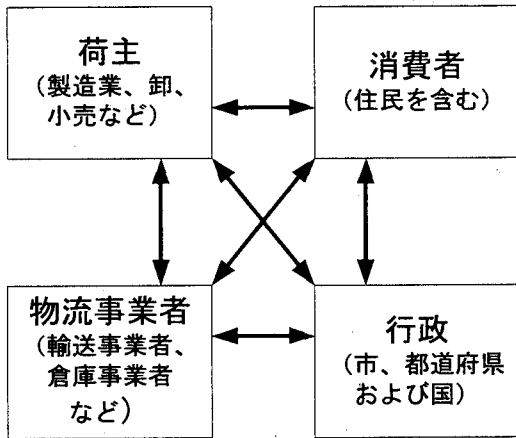 荷主
（製造業、卸、
小売など）
消費者
（住民を含む）
物流事業者
（輸送事業者、
倉庫事業者
など）
行政
（市、都道府県
および国）